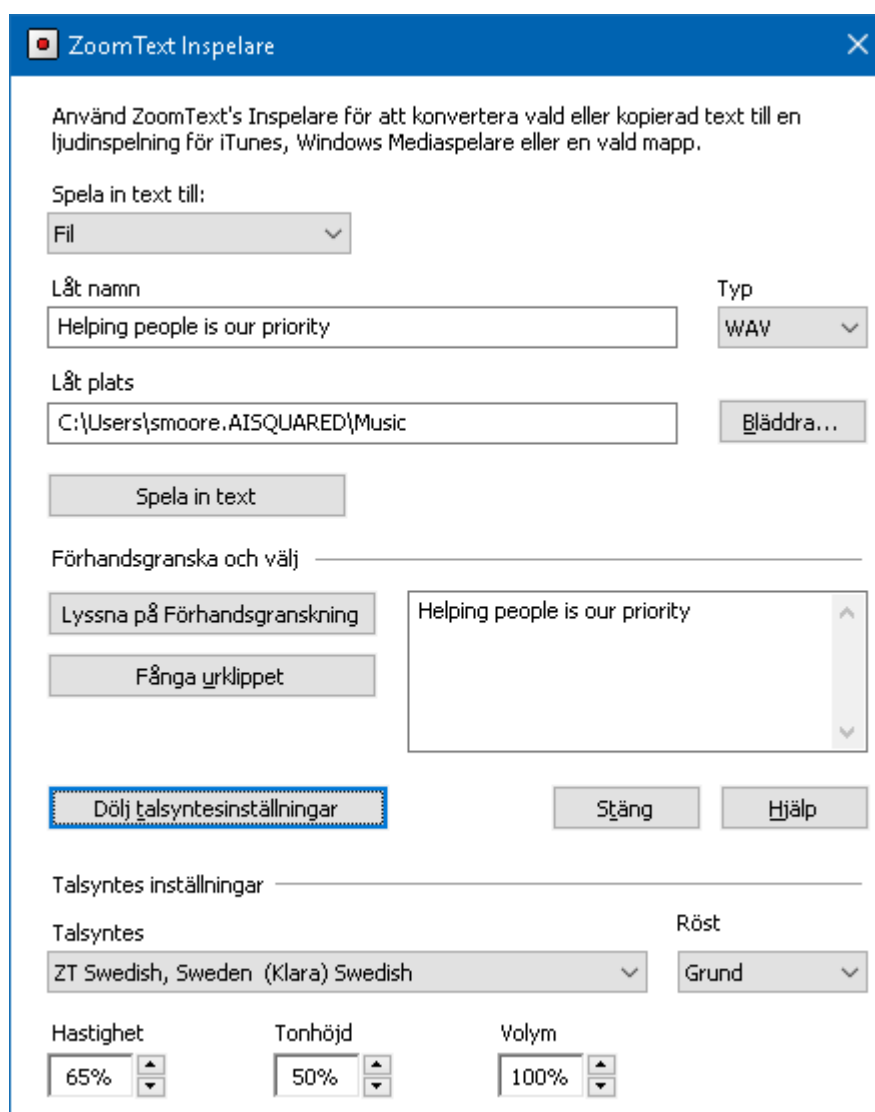 ZoomText Inspelare
Använd ZoomText's Inspelare för att konvertera vald eller kopierad text till en
ljudinspelning för iTunes, Windows Mediaspelare eller en vald mapp.
Spela in text till:
Fil
Låt namn
Typ
Helping people is our priority
WAV
Låt plats
C:\Users\smoore.AISQUARED\Music
Bläddra...
Spela in text
Förhandsgranska och välj
Lyssna på Förhandsgranskning
Helping people is our priority
Fånga urklippet
Dölj talsyntesinställningar
Stäng
Hjälp
Talsyntes inställningar
Talsyntes
Röst
ZT Swedish, Sweden  (Klara) Swedish
Grund
Hastighet
Tonhöjd
Volym
65%
50%
100%